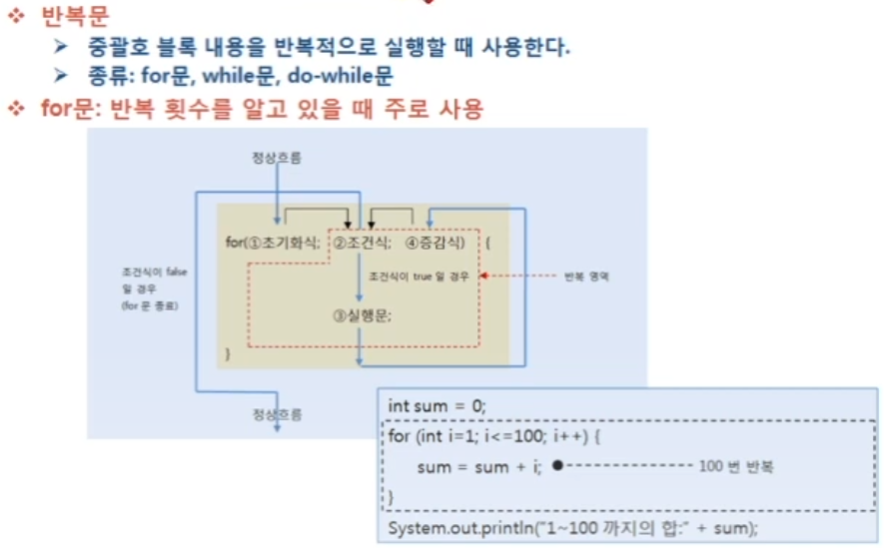 ❖ 반복문
➤ 중괄호 블록 내용을 반복적으로 실행할 때 사용한다.
➤ 종류: for문, while문, do-while문
❖ for문: 반복 횟수를 알고 있을 때 주로 사용
정상흐름
for(①초기화식; ②조건식; ④증감식) {
조건식이 false
일 경우
(for 문 종료)
조건식이 true 일 경우
반복 영역
③실행문;
}
정상흐름
int sum = 0;
for (int i=1; i<=100; i++) {
sum = sum + i;
100 번 반복
}
System.out.println("1~100 까지의 합:" + sum);